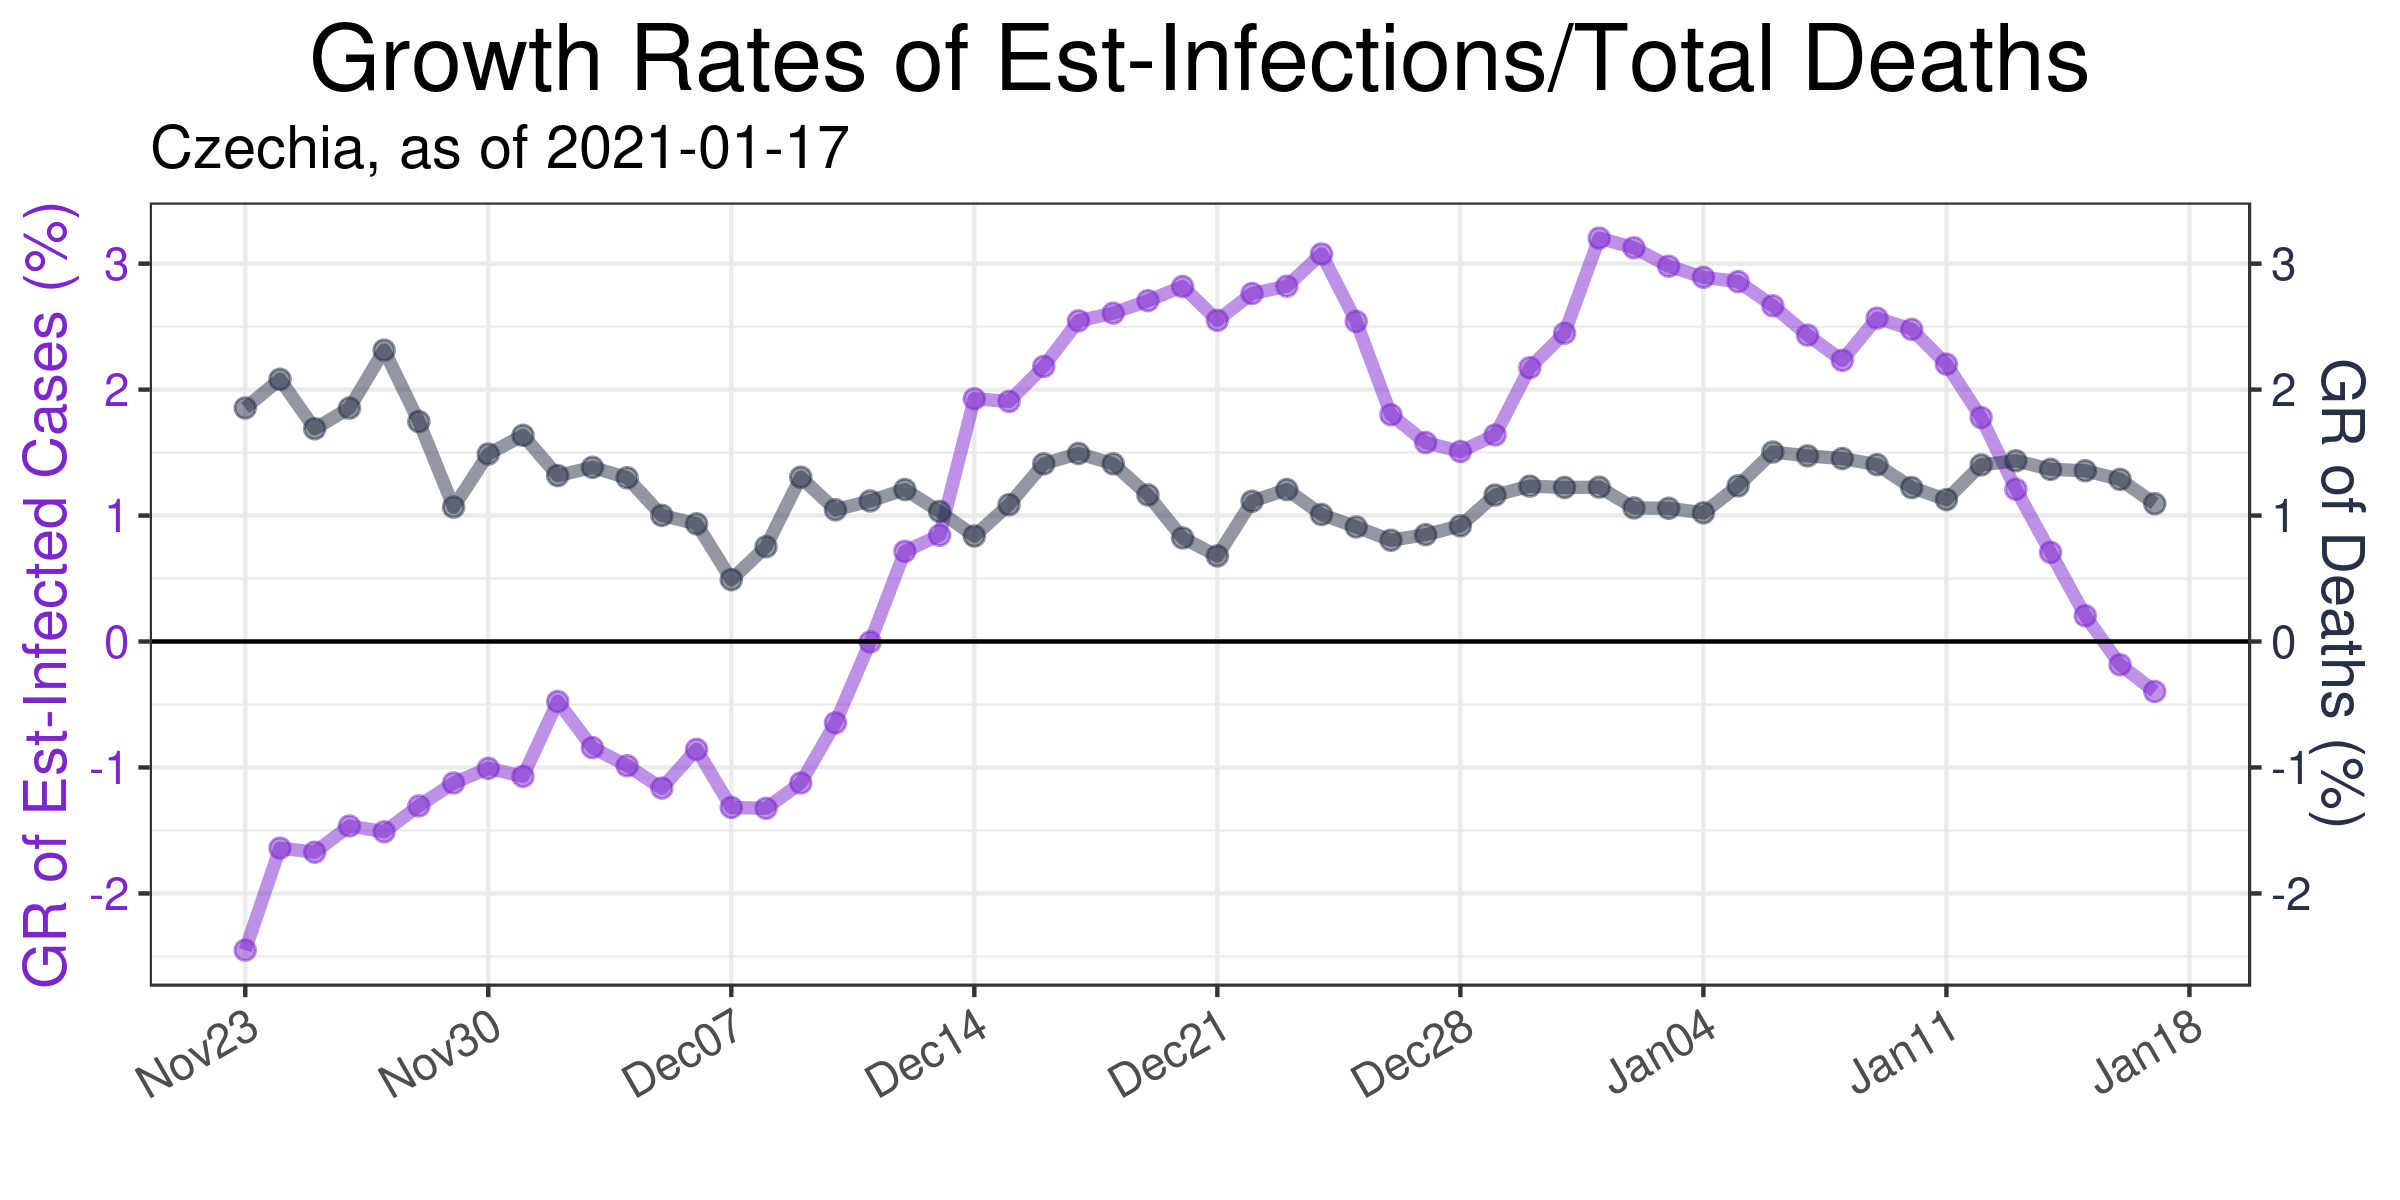 Growth Rates of Est-Infections/Total Deaths
Czechia, as of 2021-01-17
GR of Est-Infected Cases (%)
3
2
1
0
-1
-2
3
2
1
0
-1
-2
GR of Deaths (%)
Nov23
Nov30
Dec07
Dec14
Dec21
Dec28
Jan04
Jan11
Jan18